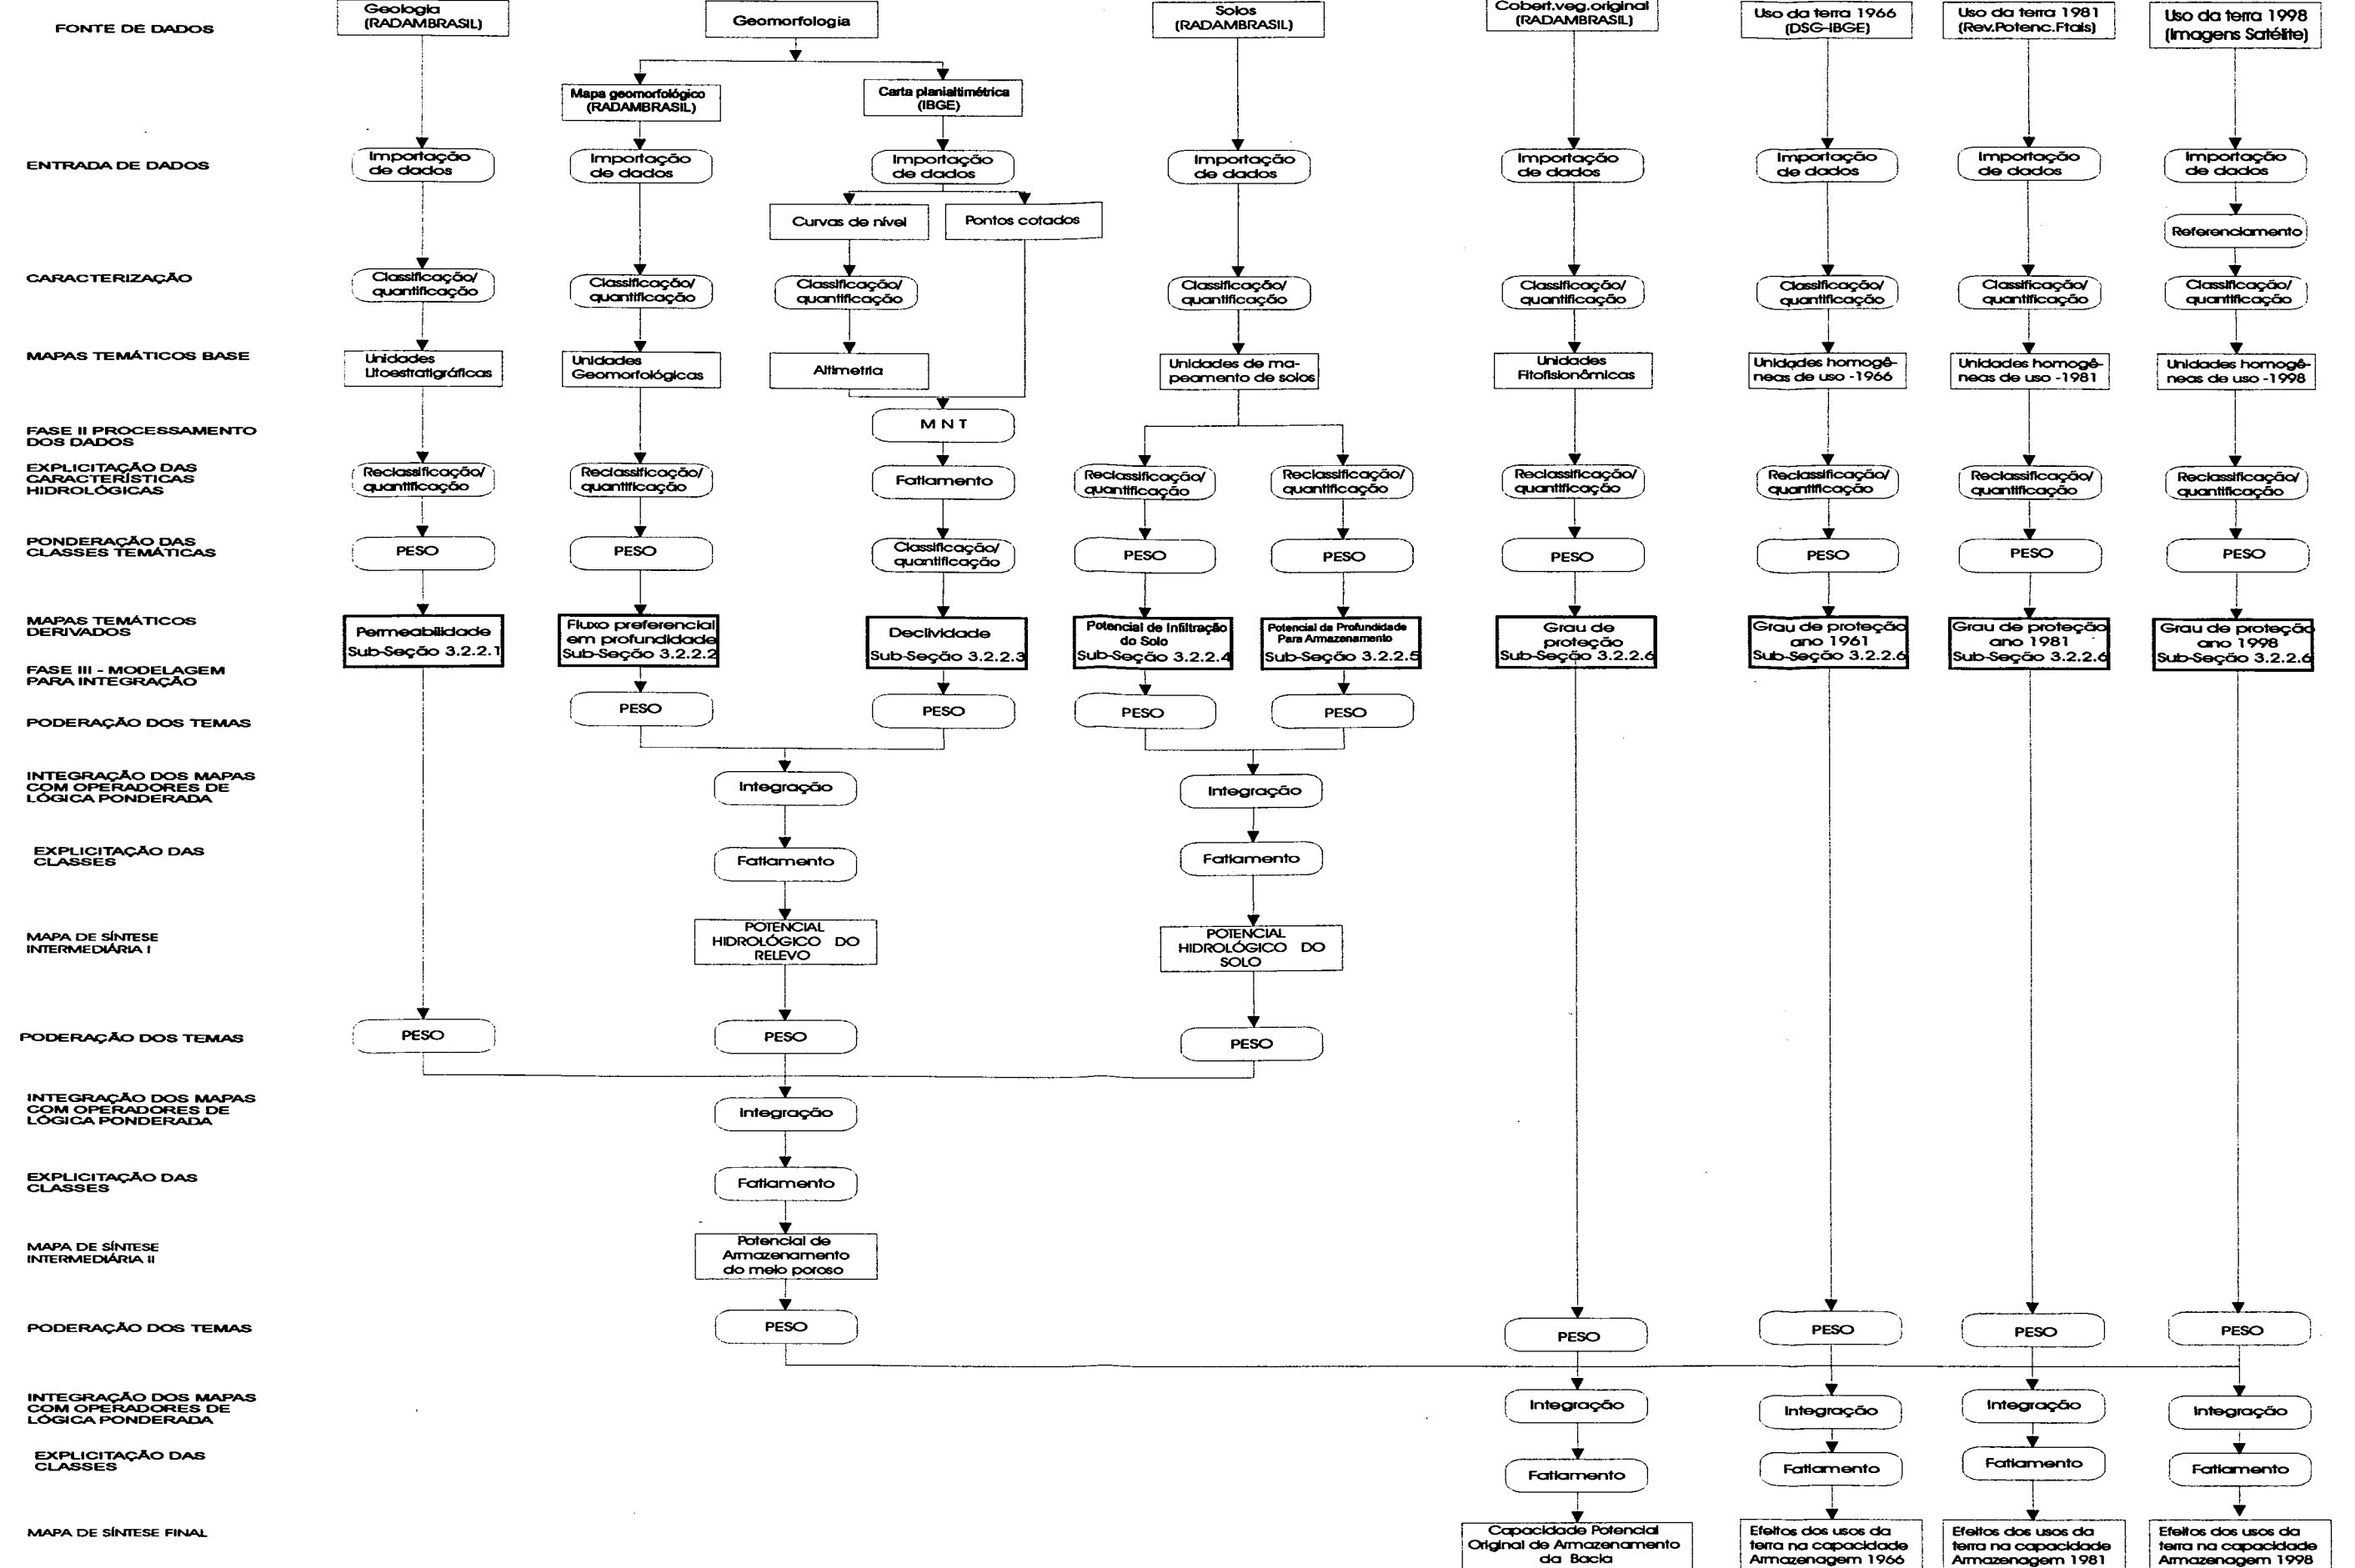 FONTE DE DADOS
Geologia
(RADAMBRASIL)
Geomorfologia
Solos
(RADAMBRASIL)
Cobert.veg.original
(RADAMBRASIL)
Uso da terra 1966
(DSG-IBGE)
Uso da terra 1981
(Rev.Potenc.Ftais)
Uso da terra 1998
(Imagens Satélite)
Mapa geomorfológico
(RADAMBRASIL)
Carta planialtimétrica
(IBGE)
ENTRADA DE DADOS
Importação
de dados
Importação
de dados
Importação
de dados
Importação
de dados
Importação
de dados
Importação
de dados
Importação
de dados
Importação
de dados
Curvas de nível
Pontos cotados
Referenciamento
CARACTERIZAÇÃO
Classificação/
quantificação
Classificação/
quantificação
Classificação/
quantificação
Classificação/
quantificação
Classificação/
quantificação
Classificação/
quantificação
Classificação/
quantificação
Classificação/
quantificação
MAPAS TEMÁTICOS BASE
Unidades
Litoestratigráficas
Unidades
Geomorfológicas
Altimetria
Unidades de ma-
peamento de solos
Unidades
Fitofisionômicas
Unidades homogê-
neas de uso -1966
Unidades homogê-
neas de uso -1981
Unidades homogê-
neas de uso -1998
FASE II PROCESSAMENTO
DOS DADOS
M N T
EXPLICITAÇÃO DAS
CARACTERÍSTICAS
HIDROLÓGICAS
Reclassificação/
quantificação
Reclassificação/
quantificação
Fatiamento
Reclassificação/
quantificação
Reclassificação/
quantificação
Reclassificação/
quantificação
Reclassificação/
quantificação
Reclassificação/
quantificação
Reclassificação/
quantificação
PONDERAÇÃO DAS
CLASSES TEMÁTICAS
PESO
PESO
Classificação/
quantificação
PESO
PESO
PESO
PESO
PESO
PESO
MAPAS TEMÁTICOS
DERIVADOS
Permeabilidade
Sub-Seção 3.2.2.1
Fluxo preferencial
em profundidade
Sub-Seção 3.2.2.2
Declividade
Sub-Seção 3.2.2.3
Potencial de Infiltração
do Solo
Sub-Seção 3.2.2.4
Potencial da Profundidade
Para Armazenamento
Sub-Seção 3.2.2.5
Grau de
proteção
Sub-Seção 3.2.2.6
Grau de proteção
ano 1961
Sub-Seção 3.2.2.6
Grau de proteção
ano 1981
Sub-Seção 3.2.2.6
Grau de proteção
ano 1998
Sub-Seção 3.2.2.6
FASE III - MODELAGEM
PARA INTEGRAÇÃO
PODERAÇÃO DOS TEMAS
PESO
PESO
PESO
PESO
INTEGRAÇÃO DOS MAPAS
COM OPERADORES DE
LÓGICA PONDERADA
Integração
Integração
EXPLICITAÇÃO DAS
CLASSES
Fatiamento
Fatiamento
MAPA DE SÍNTESE
INTERMEDIÁRIA I
POTENCIAL
HIDROLÓGICO DO
RELEVO
POTENCIAL
HIDROLÓGICO DO
SOLO
PODERAÇÃO DOS TEMAS
PESO
PESO
PESO
INTEGRAÇÃO DOS MAPAS
COM OPERADORES DE
LÓGICA PONDERADA
Integração
EXPLICITAÇÃO DAS
CLASSES
Fatiamento
MAPA DE SÍNTESE
INTERMEDIÁRIA II
Potencial de
Armazenamento
do meio poroso
PODERAÇÃO DOS TEMAS
PESO
PESO
PESO
PESO
PESO
INTEGRAÇÃO DOS MAPAS
COM OPERADORES DE
LÓGICA PONDERADA
Integração
Integração
Integração
Integração
EXPLICITAÇÃO DAS
CLASSES
Fatiamento
Fatiamento
Fatiamento
Fatiamento
MAPA DE SÍNTESE FINAL
Capacidade Potencial
Original de Armazenamento
da Bacia
Efeitos dos usos da
terra na capacidade
Armazenagem 1966
Efeitos dos usos da
terra na capacidade
Armazenagem 1981
Efeitos dos usos da
terra na capacidade
Armazenagem 1998